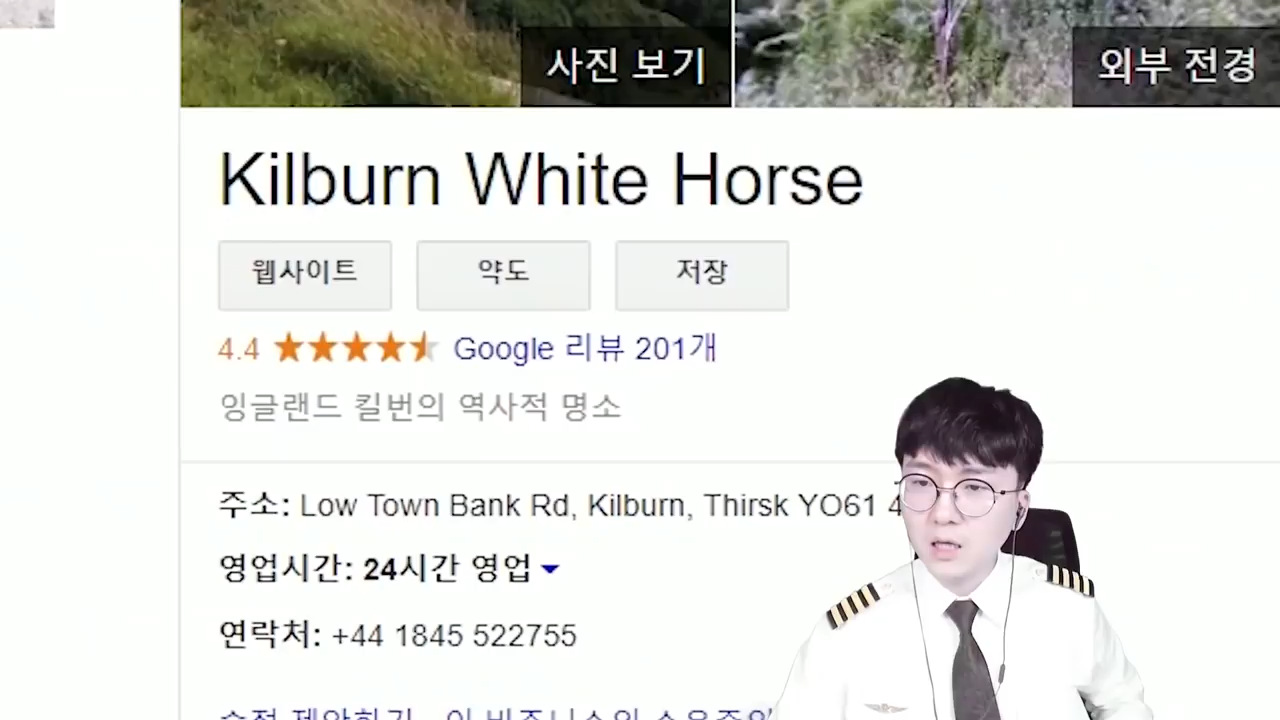 사진 보기
외부 전경
Kilburn White Horse
웹사이트
약도
저장
4.4 Google 리뷰 201개
잉글랜드 킬번의 역사적 명소
주소: Low Town Bank Rd, Kilburn, Thirsk YO61
영업시간: 24시간 영업
연락처: +44 1845 522755